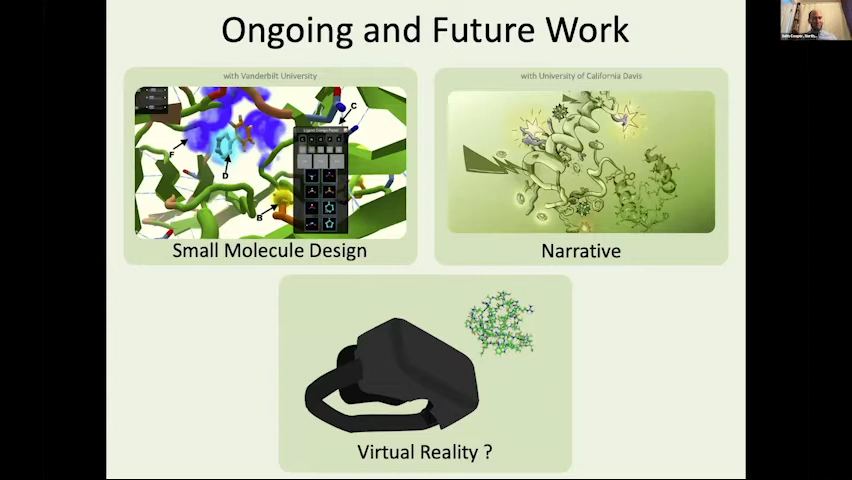 Ongoing and Future Work
with Vanderbilt University
with University of California Davis
C
F
D
B
Small Molecule Design
Narrative
Virtual Reality ?